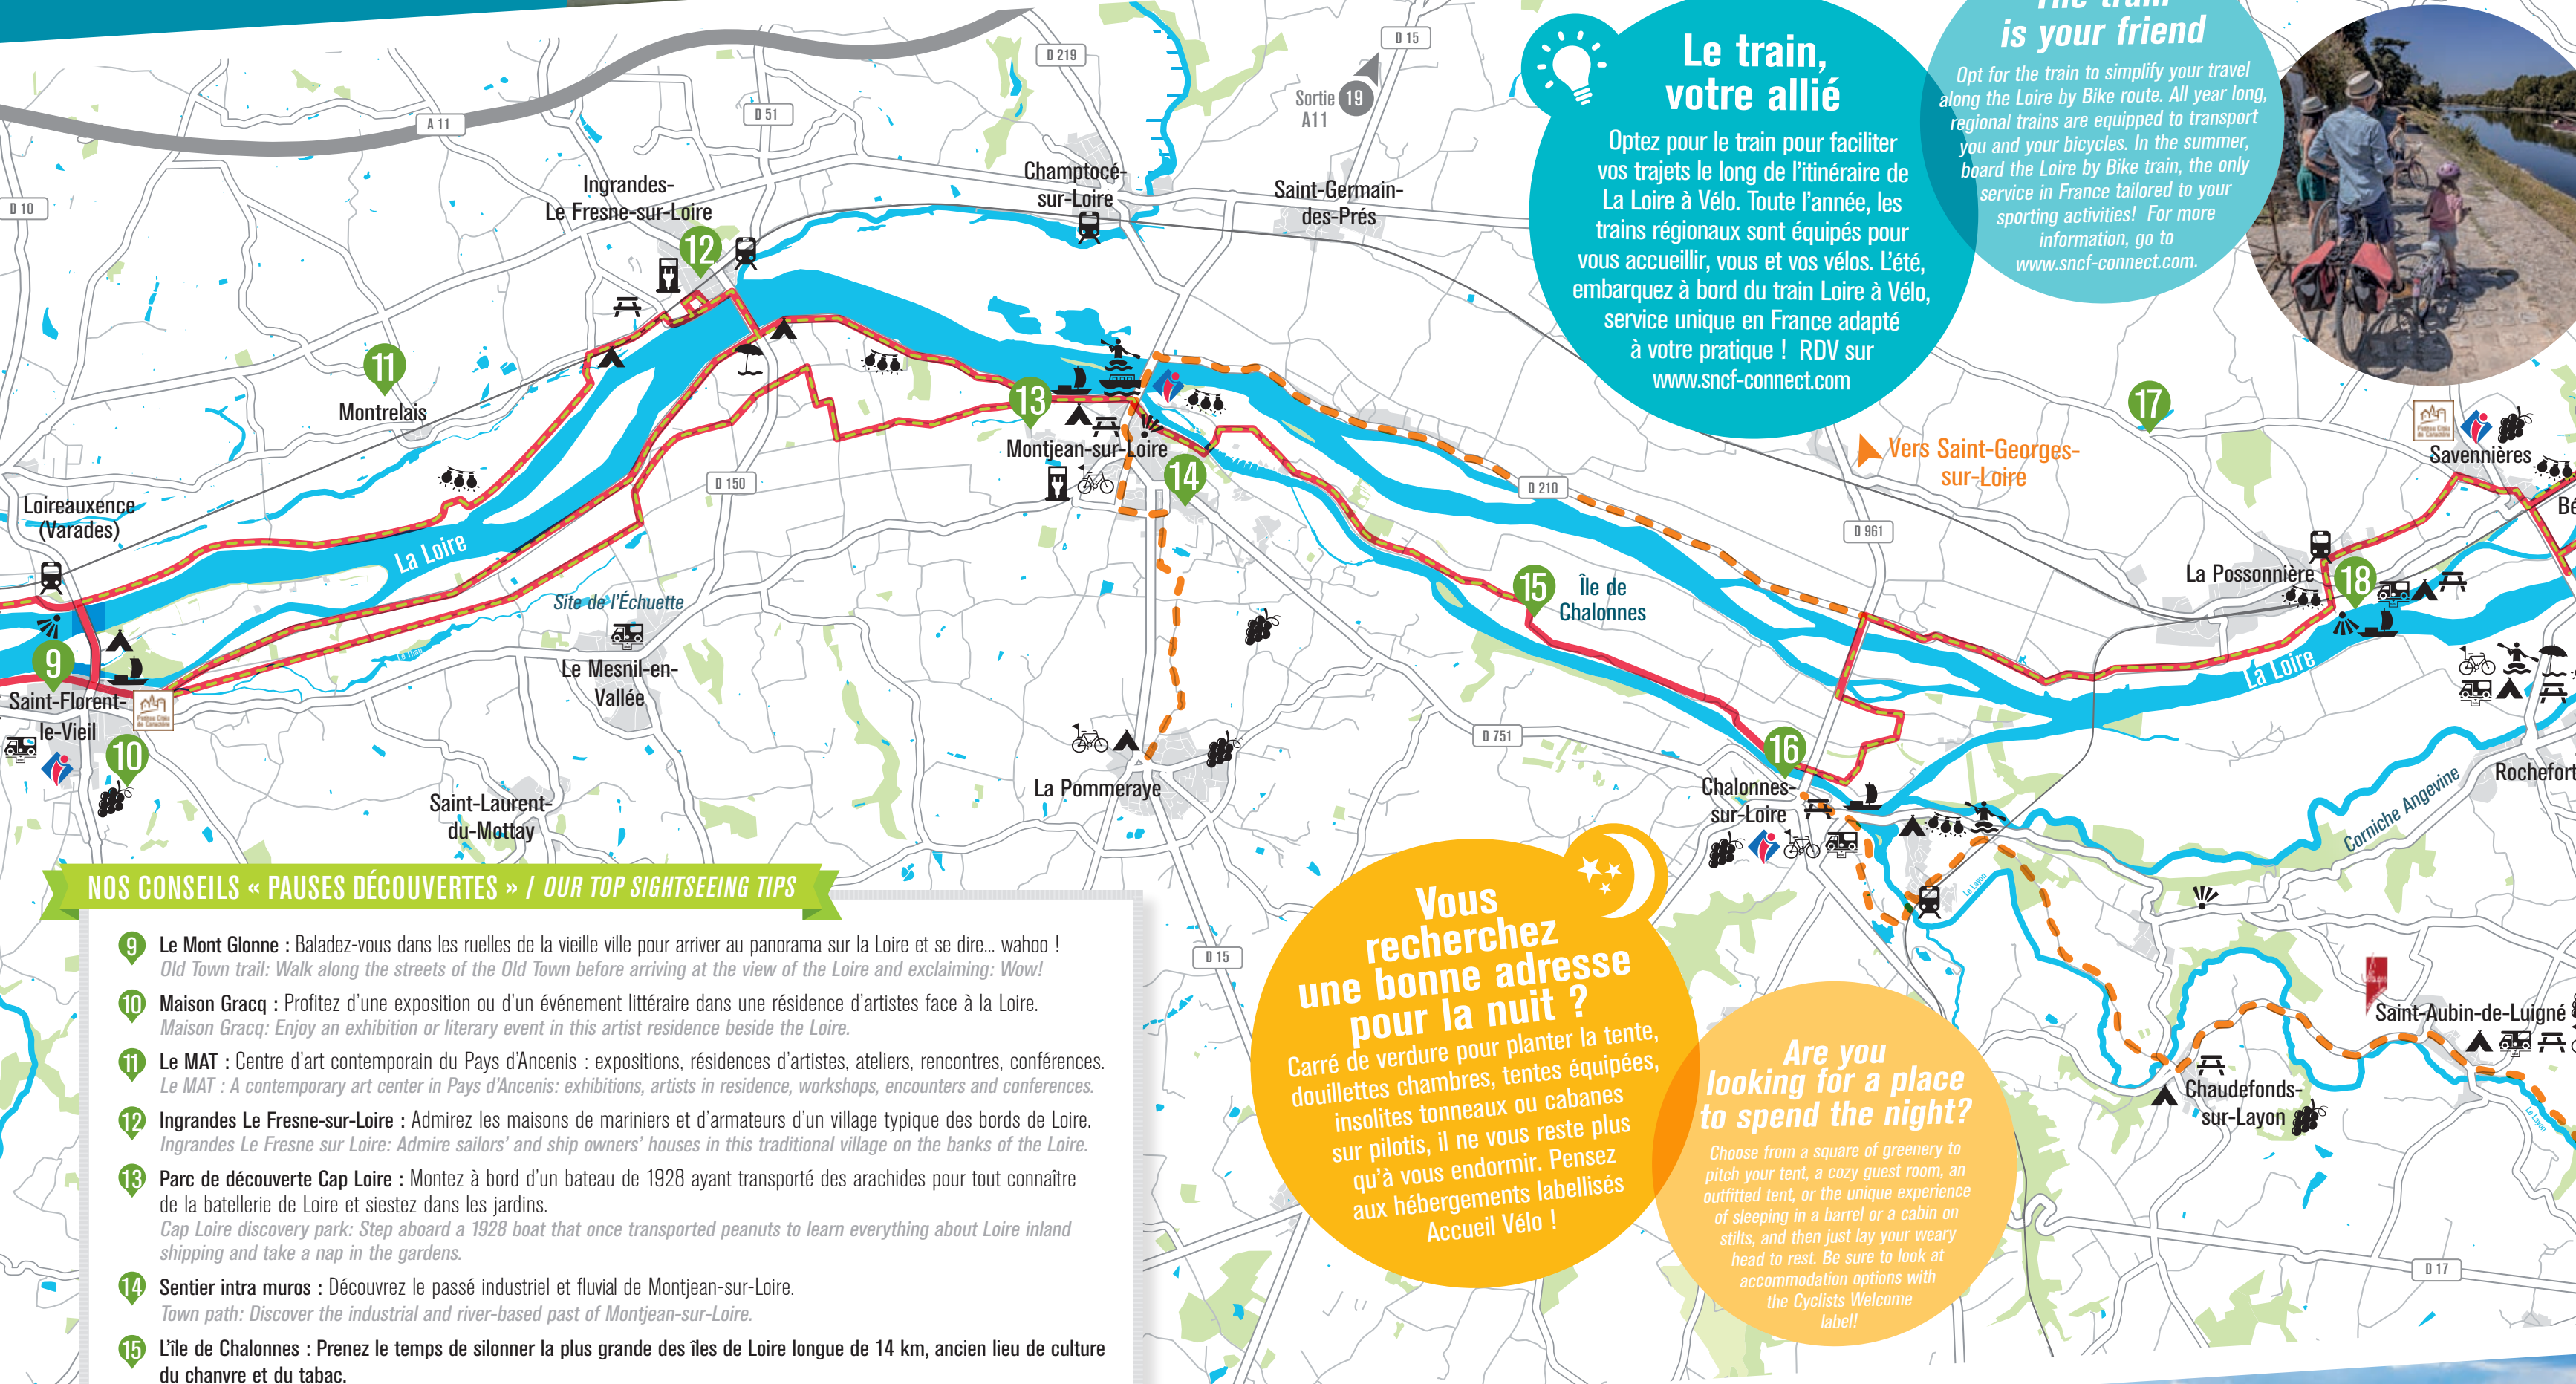 D 219
D 15
Sortie 19
A11
A 11
D 51
D 10
Ingrandes-
Le Fresne-sur-Loire
12
Champtocé-
sur-Loire
Saint-Germain-
des-Prés
Le train,
votre allié
Optez pour le train pour faciliter
vos trajets le long de l'itinéraire de
La Loire à Vélo. Toute l'année, les
trains régionaux sont équipés pour
vous accueillir, vous et vos vélos. L'été,
embarquez à bord du train Loire à Vélo,
service unique en France adapté
à votre pratique ! RDV sur
www.sncf-connect.com
The train
is your friend
Opt for the train to simplify your travel
along the Loire by Bike route. All year long,
regional trains are equipped to transport
you and your bicycles. In the summer,
board the Loire by Bike train, the only
service in France tailored to your
sporting activities! For more
information, go to
www.sncf-connect.com.
11
Montrelais
13
Montjean-sur-Loire
14
D 150
D 210
17
Vers Saint-Georges-
sur-Loire
Petites Cités
de Caractère
Savennières
Bé
Loireauxence
(Varades)
La Loire
D 961
La Possonnière
18
15
Île de
Chalonnes
Site de l'Échuette
Le Thau
Le Mesnil-en-
Vallée
9
Saint-Florent-
le-Vieil
Petites Cités
de Caractère
10
La Loire
D 751
16
Chalonnes-
sur-Loire
La Pommeraye
Saint-Laurent-
du-Mottay
Rochefort
Corniche Angevine
Le Layon
D 15
Saint-Aubin-de-Luigné
Chaudefonds-
sur-Layon
Le Layon
D 17
NOS CONSEILS « PAUSES DÉCOUVERTES » / OUR TOP SIGHTSEEING TIPS
9 Le Mont Glonne : Baladez-vous dans les ruelles de la vieille ville pour arriver au panorama sur la Loire et se dire... wahoo !
Old Town trail: Walk along the streets of the Old Town before arriving at the view of the Loire and exclaiming: Wow!
10 Maison Gracq : Profitez d'une exposition ou d'un événement littéraire dans une résidence d'artistes face à la Loire.
Maison Gracq: Enjoy an exhibition or literary event in this artist residence beside the Loire.
11 Le MAT : Centre d'art contemporain du Pays d'Ancenis : expositions, résidences d'artistes, ateliers, rencontres, conférences.
Le MAT : A contemporary art center in Pays d'Ancenis: exhibitions, artists in residence, workshops, encounters and conferences.
12 Ingrandes Le Fresne-sur-Loire : Admirez les maisons de mariniers et d'armateurs d'un village typique des bords de Loire.
Ingrandes Le Fresne sur Loire: Admire sailors' and ship owners' houses in this traditional village on the banks of the Loire.
13 Parc de découverte Cap Loire : Montez à bord d'un bateau de 1928 ayant transporté des arachides pour tout connaître
de la batellerie de Loire et siestez dans les jardins.
Cap Loire discovery park: Step aboard a 1928 boat that once transported peanuts to learn everything about Loire inland
shipping and take a nap in the gardens.
14 Sentier intra muros : Découvrez le passé industriel et fluvial de Montjean-sur-Loire.
Town path: Discover the industrial and river-based past of Montjean-sur-Loire.
15 L'île de Chalonnes : Prenez le temps de silonner la plus grande des îles de Loire longue de 14 km, ancien lieu de culture
du chanvre et du tabac.
Vous
recherchez
une bonne adresse
pour la nuit ?
Carré de verdure pour planter la tente,
douillettes chambres, tentes équipées,
insolites tonneaux ou cabanes
sur pilotis, il ne vous reste plus
qu'à vous endormir. Pensez
aux hébergements labellisés
Accueil Vélo !
Are you
looking for a place
to spend the night?
Choose from a square of greenery to
pitch your tent, a cozy guest room, an
outfitted tent, or the unique experience
of sleeping in a barrel or a cabin on
stilts, and then just lay your weary
head to rest. Be sure to look at
accommodation options with
the Cyclists Welcome
label!